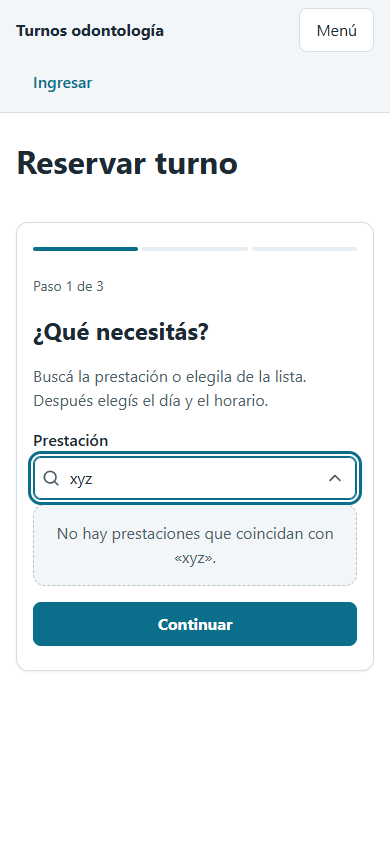 Turnos odontología
Menú
Ingresar
Reservar turno
Paso 1 de 3
¿Qué necesitás?
Buscá la prestación o elegila de la lista.
Después elegís el día y el horario.
Prestación
xyz
No hay prestaciones que coincidan con
«xyz».
Continuar